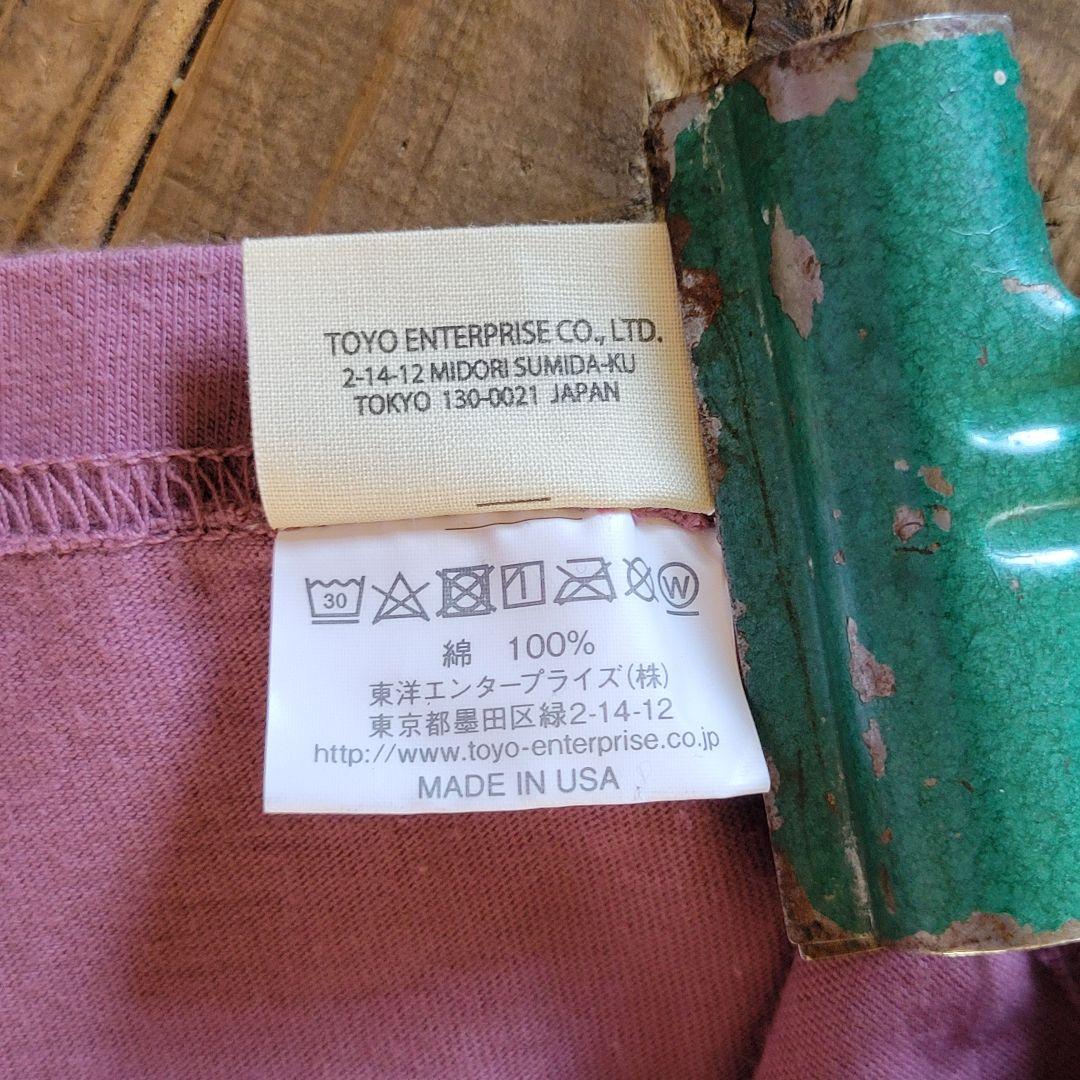 TOYO ENTERPRISE CO., LTD.
2-14-12 MIDORI SUMIDA-KU
TOKYO 130-0021 JAPAN
30
W
綿 100%
東洋エンタープライズ(株)
東京都墨田区緑2-14-12
http://www.toyo-enterprise.co.jp
MADE IN USA